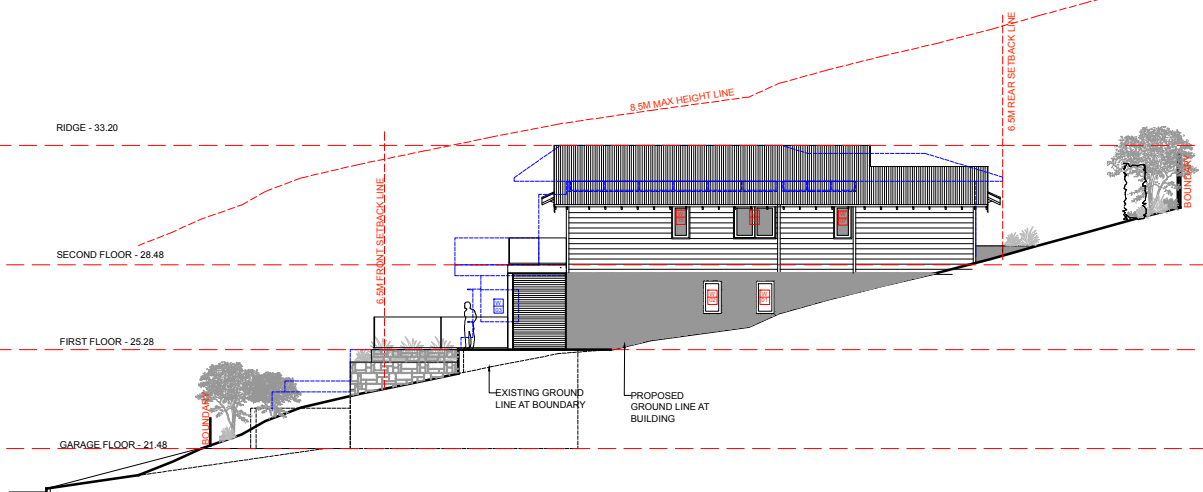 6.5M REAR SETBACK LINE
8.5M MAX HEIGHT LINE
RIDGE - 33.20
BOUNDARY
6.5M FRONT SETBACK LINE
SECOND FLOOR - 28.48
FIRST FLOOR - 25.28
EXISTING GROUND
LINE AT BOUNDARY
PROPOSED
GROUND LINE AT
BUILDING
BOUNDARY
GARAGE FLOOR - 21.48